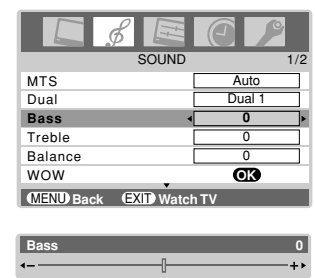 SOUND 1/2
MTS Auto
Dual Dual 1
Bass 0
Treble 0
Balance 0
WOW OK
MENU Back EXIT Watch TV
Bass 0
- +